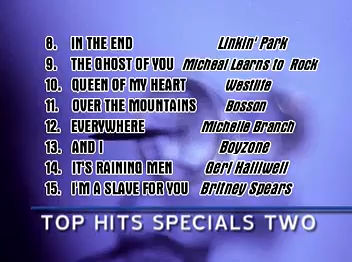 8. IN THE END Linkin' Park
9. THE GHOST OF YOU Micheal Learns to Rock
10. QUEEN OF MY HEART Westlife
11. OVER THE MOUNTAINS Bosson
12. EVERYWHERE Michelle Branch
13. AND I Boyzone
14. IT'S RAINING MEN Geri Halliwell
15. I'M A SLAVE FOR YOU Britney Spears
TOP HITS SPECIALS TWO